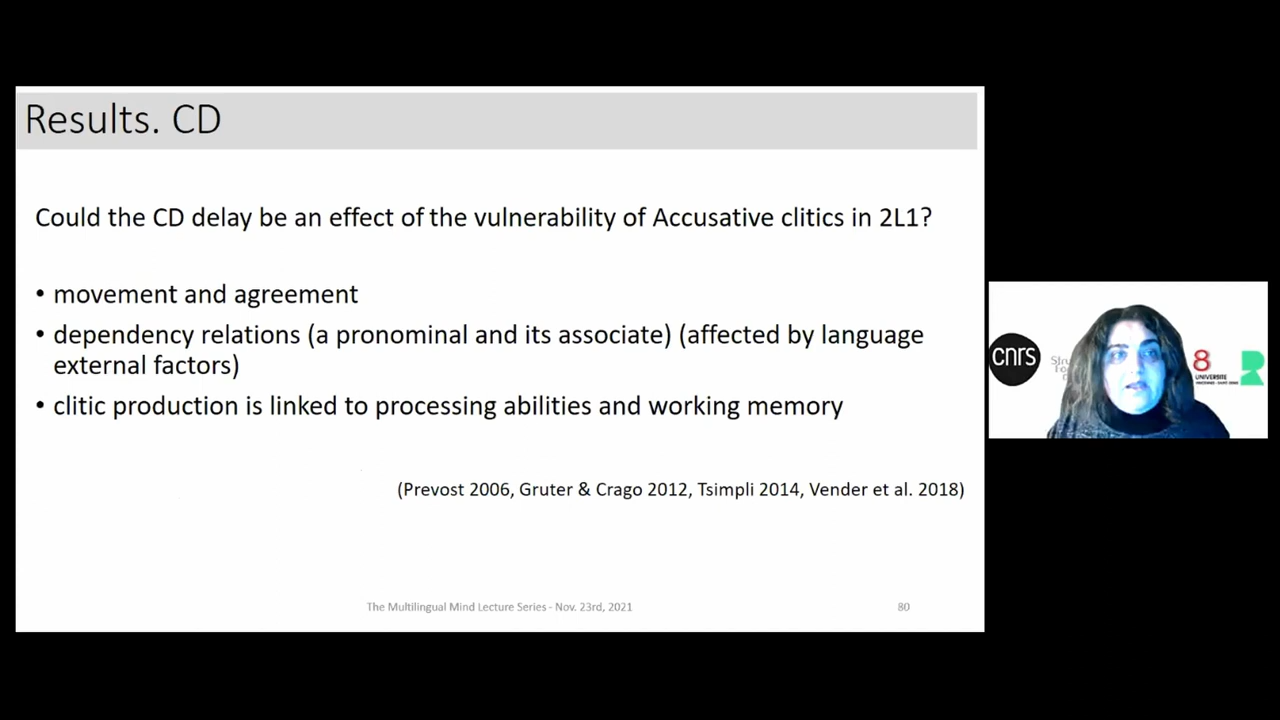 Results. CD
Could the CD delay be an effect of the vulnerability of Accusative clitics in 2L1?
• movement and agreement
• dependency relations (a pronominal and its associate) (affected by language
external factors)
• clitic production is linked to processing abilities and working memory
(Prevost 2006, Gruter & Crago 2012, Tsimpli 2014, Vender et al. 2018)
The Multilingual Mind Lecture Series - Nov. 23rd, 2021
80
cnrs
8
UNIVERSITE